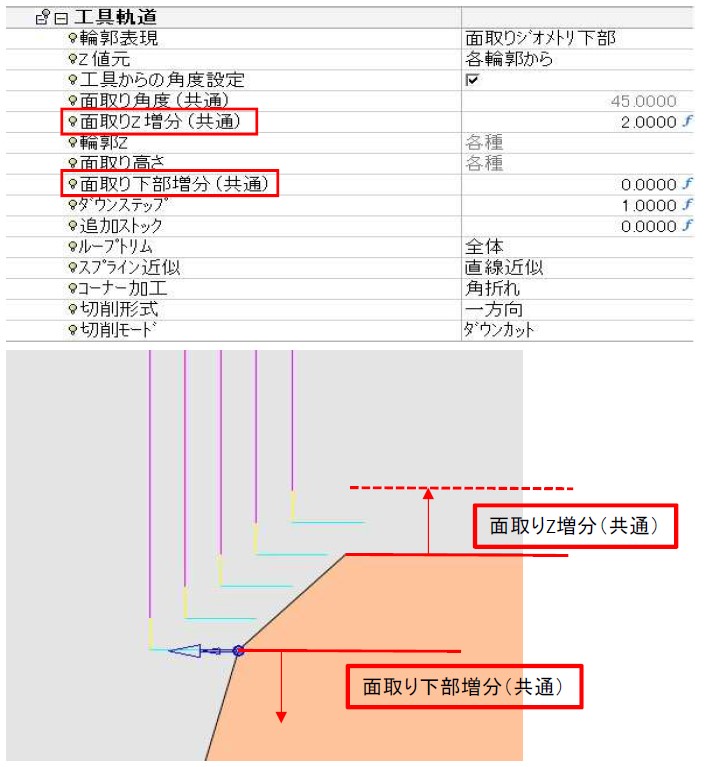 工具軌道
輪郭表現 面取りジオメトリ下部
Z値元 各輪郭から
工具からの角度設定
面取り角度(共通) 45.0000
面取りZ増分(共通) 2.0000 f
輪郭Z 各種
面取り高さ 各種
面取り下部増分(共通) 0.0000 f
ダウンステップ 1.0000 f
追加ストック 0.0000 f
ループトリム 全体
スプライン近似 直線近似
コーナー加工 角折れ
切削形式 一方向
切削モード ダウンカット
面取りZ増分(共通)
面取り下部増分(共通)